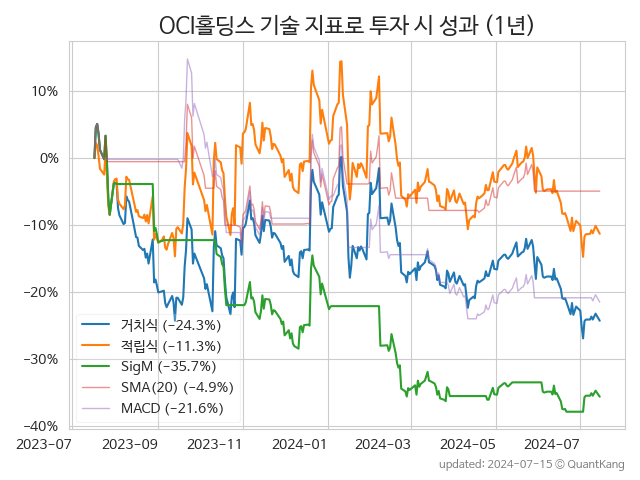 OCI홀딩스 기술 지표로 투자 시 성과 (1년)
10%
0%
−10%
−20%
−30%
−40%
거치식 (−24.3%)
적립식 (−11.3%)
SigM (−35.7%)
SMA(20) (−4.9%)
MACD (−21.6%)
2023-07 2023-09 2023-11 2024-01 2024-03 2024-05 2024-07
updated: 2024-07-15 © QuantKang